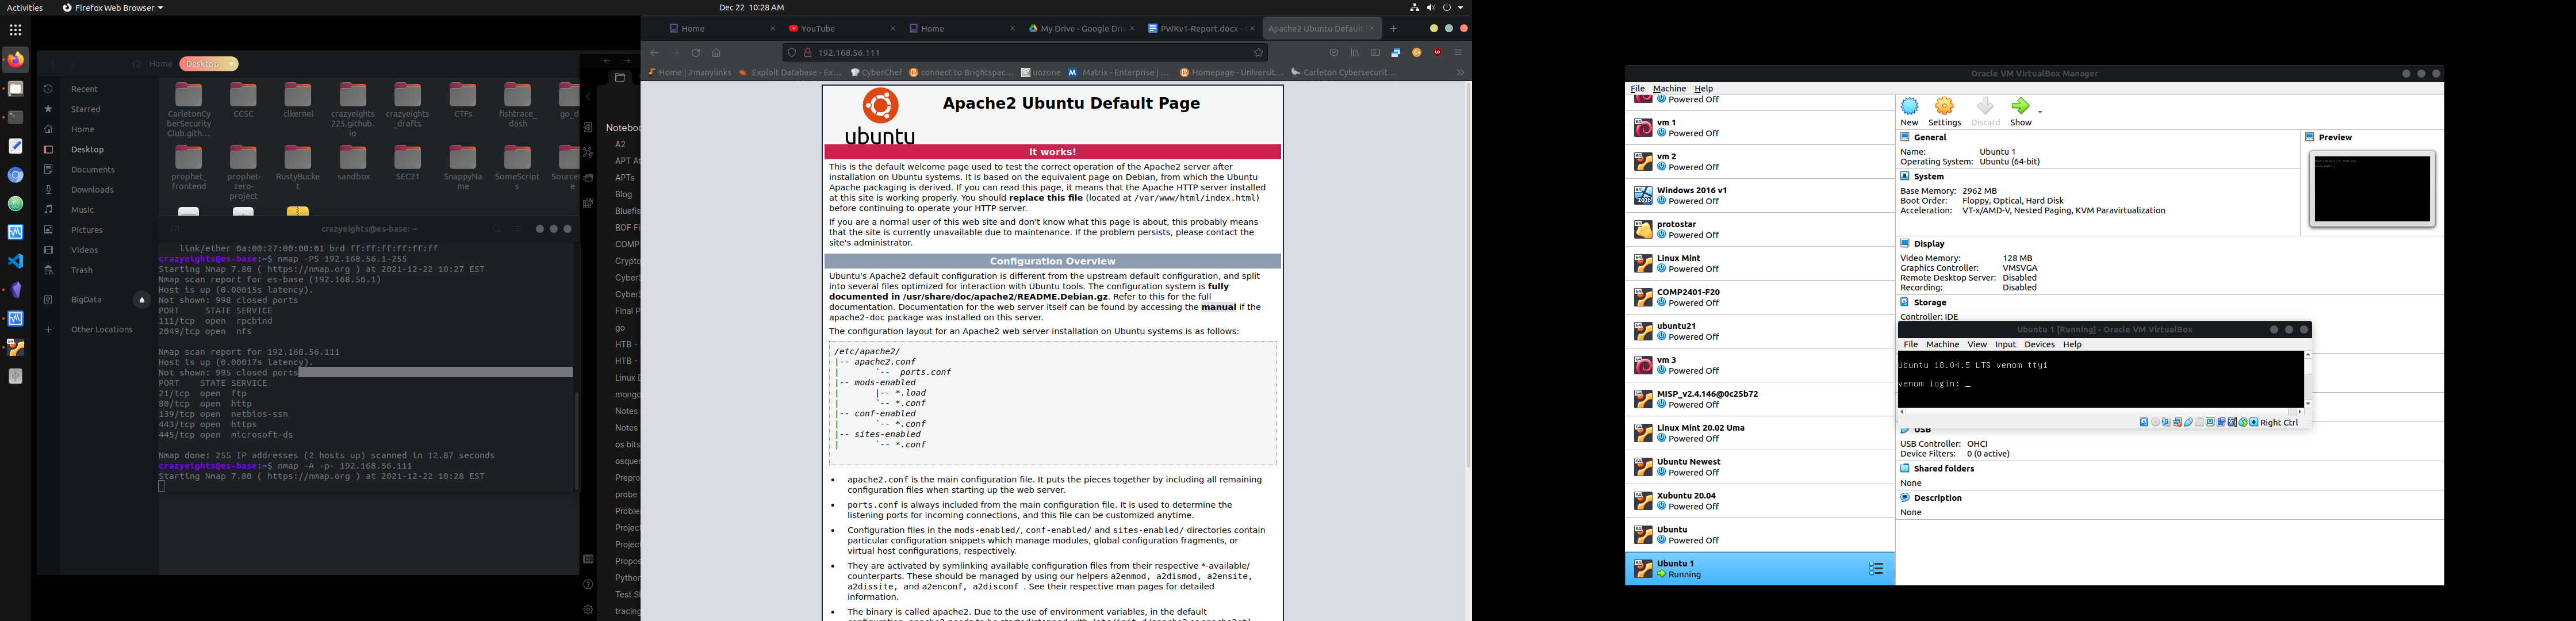 Activities
Firefox Web Browser
Dec 22 10:28 AM
Home
Desktop
Recent
Starred
Home
Desktop
Documents
Downloads
Music
Pictures
Videos
Trash
BigData
Other Locations
CarletonCy
berSecurity
Club.gith...
CCSC
clkernel
crazyeights
225.github.
io
crazyeights
_drafts
CTFs
fishtrace_
dash
go_d
prophet_
frontend
prophet-
zero-
project
RustyBucke
t
sandbox
SEC21
SnappyNa
me
SomeScript
s
Source
crazyeights@es-base: ~
link/ether 0a:00:27:00:00:01 brd ff:ff:ff:ff:ff:ff
crazyeights@es-base:~$ nmap -PS 192.168.56.1-255
Starting Nmap 7.80 ( https://nmap.org ) at 2021-12-22 10:27 EST
Nmap scan report for es-base (192.168.56.1)
Host is up (0.00015s latency).
Not shown: 998 closed ports
PORT STATE SERVICE
111/tcp open rpcbind
2049/tcp open nfs
Nmap scan report for 192.168.56.111
Host is up (0.00017s latency).
Not shown: 995 closed ports
PORT STATE SERVICE
21/tcp open ftp
80/tcp open http
139/tcp open netbios-ssn
443/tcp open https
445/tcp open microsoft-ds
Nmap done: 255 IP addresses (2 hosts up) scanned in 12.87 seconds
crazyeights@es-base:~$ nmap -A -p- 192.168.56.111
Starting Nmap 7.80 ( https://nmap.org ) at 2021-12-22 10:28 EST
Noteboo
A2
APT At
APTs
Blog
Bluefis
BOF Fi
COMP
Crypto
CyberS
Cyber
Final P
go
HTB -
HTB -
Linux D
mongo
Notes
Notes
os bits
osquer
Prepro
probe
Proble
Project
Project
Propos
Python
Test Sl
tracing
Home
YouTube
Home
My Drive - Google Driv
PWKv1-Report.docx -
Apache2 Ubuntu Default
192.168.56.111
Home | 2manylinks
Exploit Database - Ex...
CyberChef
connect to Brightspac...
uozone
Matrix - Enterprise | ...
Homepage - Universit...
Carleton Cybersecurit...
ubuntu
Apache2 Ubuntu Default Page
It works!
This is the default welcome page used to test the correct operation of the Apache2 server after
installation on Ubuntu systems. It is based on the equivalent page on Debian, from which the Ubuntu
Apache packaging is derived. If you can read this page, it means that the Apache HTTP server installed
at this site is working properly. You should replace this file (located at /var/www/html/index.html)
before continuing to operate your HTTP server.
If you are a normal user of this web site and don't know what this page is about, this probably means
that the site is currently unavailable due to maintenance. If the problem persists, please contact the
site's administrator.
Configuration Overview
Ubuntu's Apache2 default configuration is different from the upstream default configuration, and split
into several files optimized for interaction with Ubuntu tools. The configuration system is fully
documented in /usr/share/doc/apache2/README.Debian.gz. Refer to this for the full
documentation. Documentation for the web server itself can be found by accessing the manual if the
apache2-doc package was installed on this server.
The configuration layout for an Apache2 web server installation on Ubuntu systems is as follows:
/etc/apache2/
|-- apache2.conf
| `-- ports.conf
|-- mods-enabled
| |-- *.load
| `-- *.conf
|-- conf-enabled
| `-- *.conf
|-- sites-enabled
| `-- *.conf
• apache2.conf is the main configuration file. It puts the pieces together by including all remaining
configuration files when starting up the web server.
• ports.conf is always included from the main configuration file. It is used to determine the
listening ports for incoming connections, and this file can be customized anytime.
• Configuration files in the mods-enabled/, conf-enabled/ and sites-enabled/ directories contain
particular configuration snippets which manage modules, global configuration fragments, or
virtual host configurations, respectively.
• They are activated by symlinking available configuration files from their respective *-available/
counterparts. These should be managed by using our helpers a2enmod, a2dismod, a2ensite,
a2dissite, and a2enconf, a2disconf . See their respective man pages for detailed
information.
• The binary is called apache2. Due to the use of environment variables, in the default
Oracle VM VirtualBox Manager
File Machine Help
Powered Off
vm 1
Powered Off
vm 2
Powered Off
Windows 2016 v1
Powered Off
protostar
Powered Off
Linux Mint
Powered Off
COMP2401-F20
Powered Off
ubuntu21
Powered Off
vm 3
Powered Off
MISP_v2.4.146@0c25b72
Powered Off
Linux Mint 20.02 Uma
Powered Off
Ubuntu Newest
Powered Off
Xubuntu 20.04
Powered Off
Ubuntu
Powered Off
Ubuntu 1
Running
New Settings Discard Show
General
Name: Ubuntu 1
Operating System: Ubuntu (64-bit)
System
Base Memory: 2962 MB
Boot Order: Floppy, Optical, Hard Disk
Acceleration: VT-x/AMD-V, Nested Paging, KVM Paravirtualization
Preview
Display
Video Memory: 128 MB
Graphics Controller: VMSVGA
Remote Desktop Server: Disabled
Recording: Disabled
Storage
Controller: IDE
Ubuntu 1 [Running] - Oracle VM VirtualBox
File Machine View Input Devices Help
Ubuntu 18.04.5 LTS venom tty1
venom login: _
Right Ctrl
USB
USB Controller: OHCI
Device Filters: 0 (0 active)
Shared folders
None
Description
None